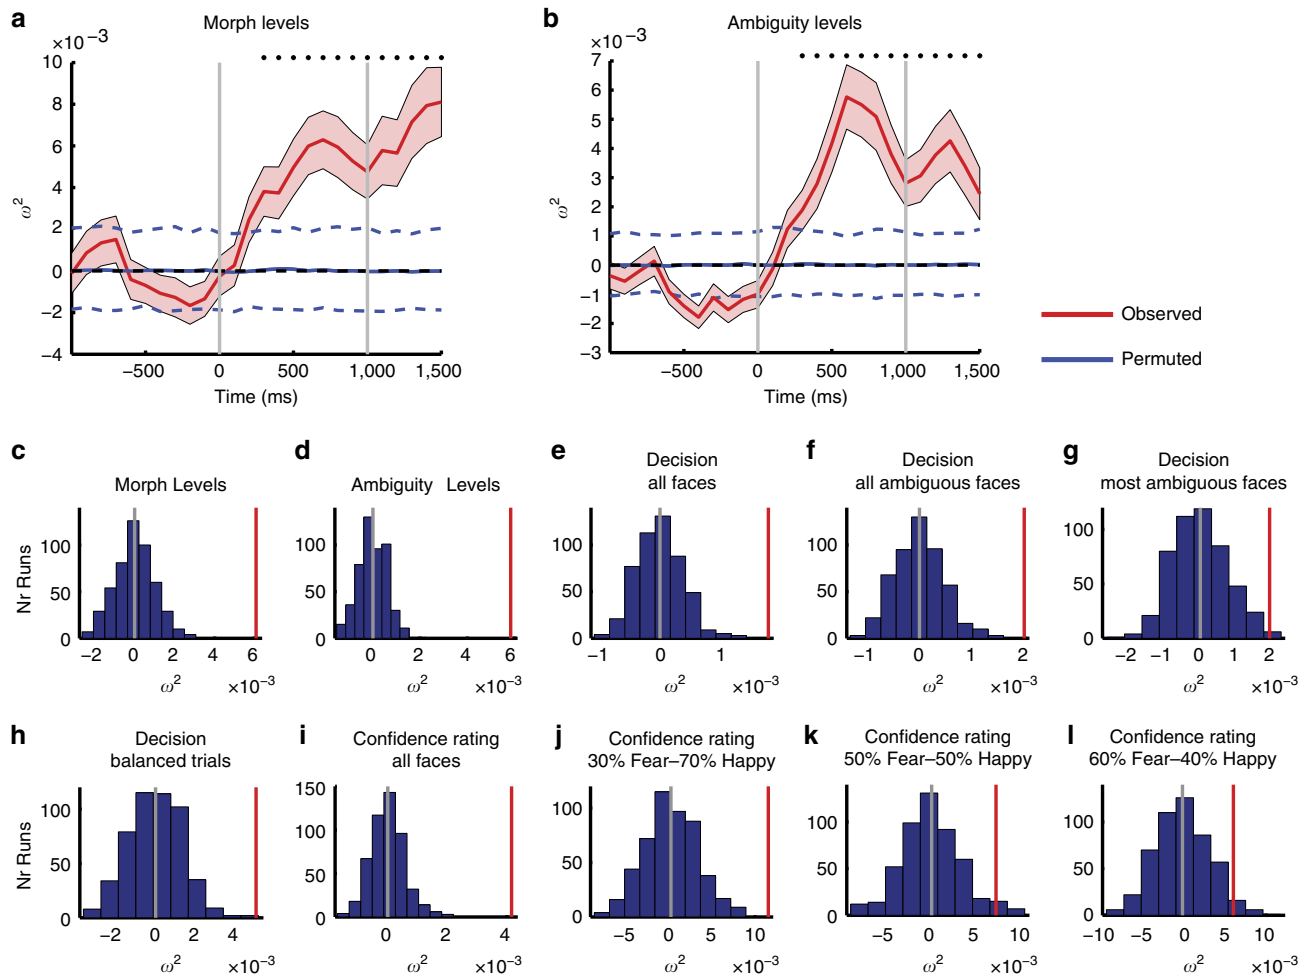 a
Morph levels
×10⁻³
10
8
6
4
2
0
−2
−4
ω²
−500
0
500
1,000
1,500
Time (ms)
b
Ambiguity levels
×10⁻³
7
6
5
4
3
2
1
0
−1
−2
−3
ω²
−500
0
500
1,000
1,500
Time (ms)
Observed
Permuted
c
Morph Levels
Nr Runs
100
50
0
−2
0
2
4
6
ω²
×10⁻³
d
Ambiguity Levels
100
50
0
0
2
4
6
ω²
×10⁻³
e
Decision
all faces
100
50
0
−1
0
1
ω²
×10⁻³
f
Decision
all ambiguous faces
100
50
0
−1
0
1
2
ω²
×10⁻³
g
Decision
most ambiguous faces
100
50
0
−2
−1
0
1
2
ω²
×10⁻³
h
Decision
balanced trials
Nr Runs
100
50
0
−2
0
2
4
ω²
×10⁻³
i
Confidence rating
all faces
150
100
50
0
0
2
4
ω²
×10⁻³
j
Confidence rating
30% Fear–70% Happy
100
50
0
−5
0
5
10
ω²
×10⁻³
k
Confidence rating
50% Fear–50% Happy
100
50
0
−5
0
5
10
ω²
×10⁻³
l
Confidence rating
60% Fear–40% Happy
100
50
0
−10
−5
0
5
10
ω²
×10⁻³